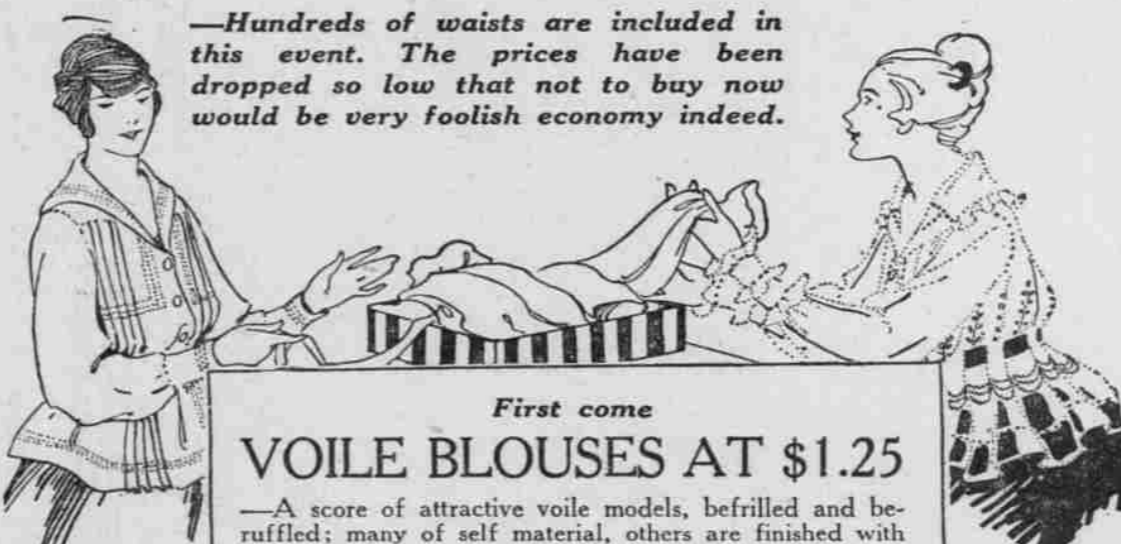 —Hundreds of waists are included in
this event. The prices have been
dropped so low that not to buy now
would be very foolish economy indeed.
First come
VOILE BLOUSES AT $1.25
—A score of attractive voile models, befrilled and be-
ruffled; many of self material, others are finished with